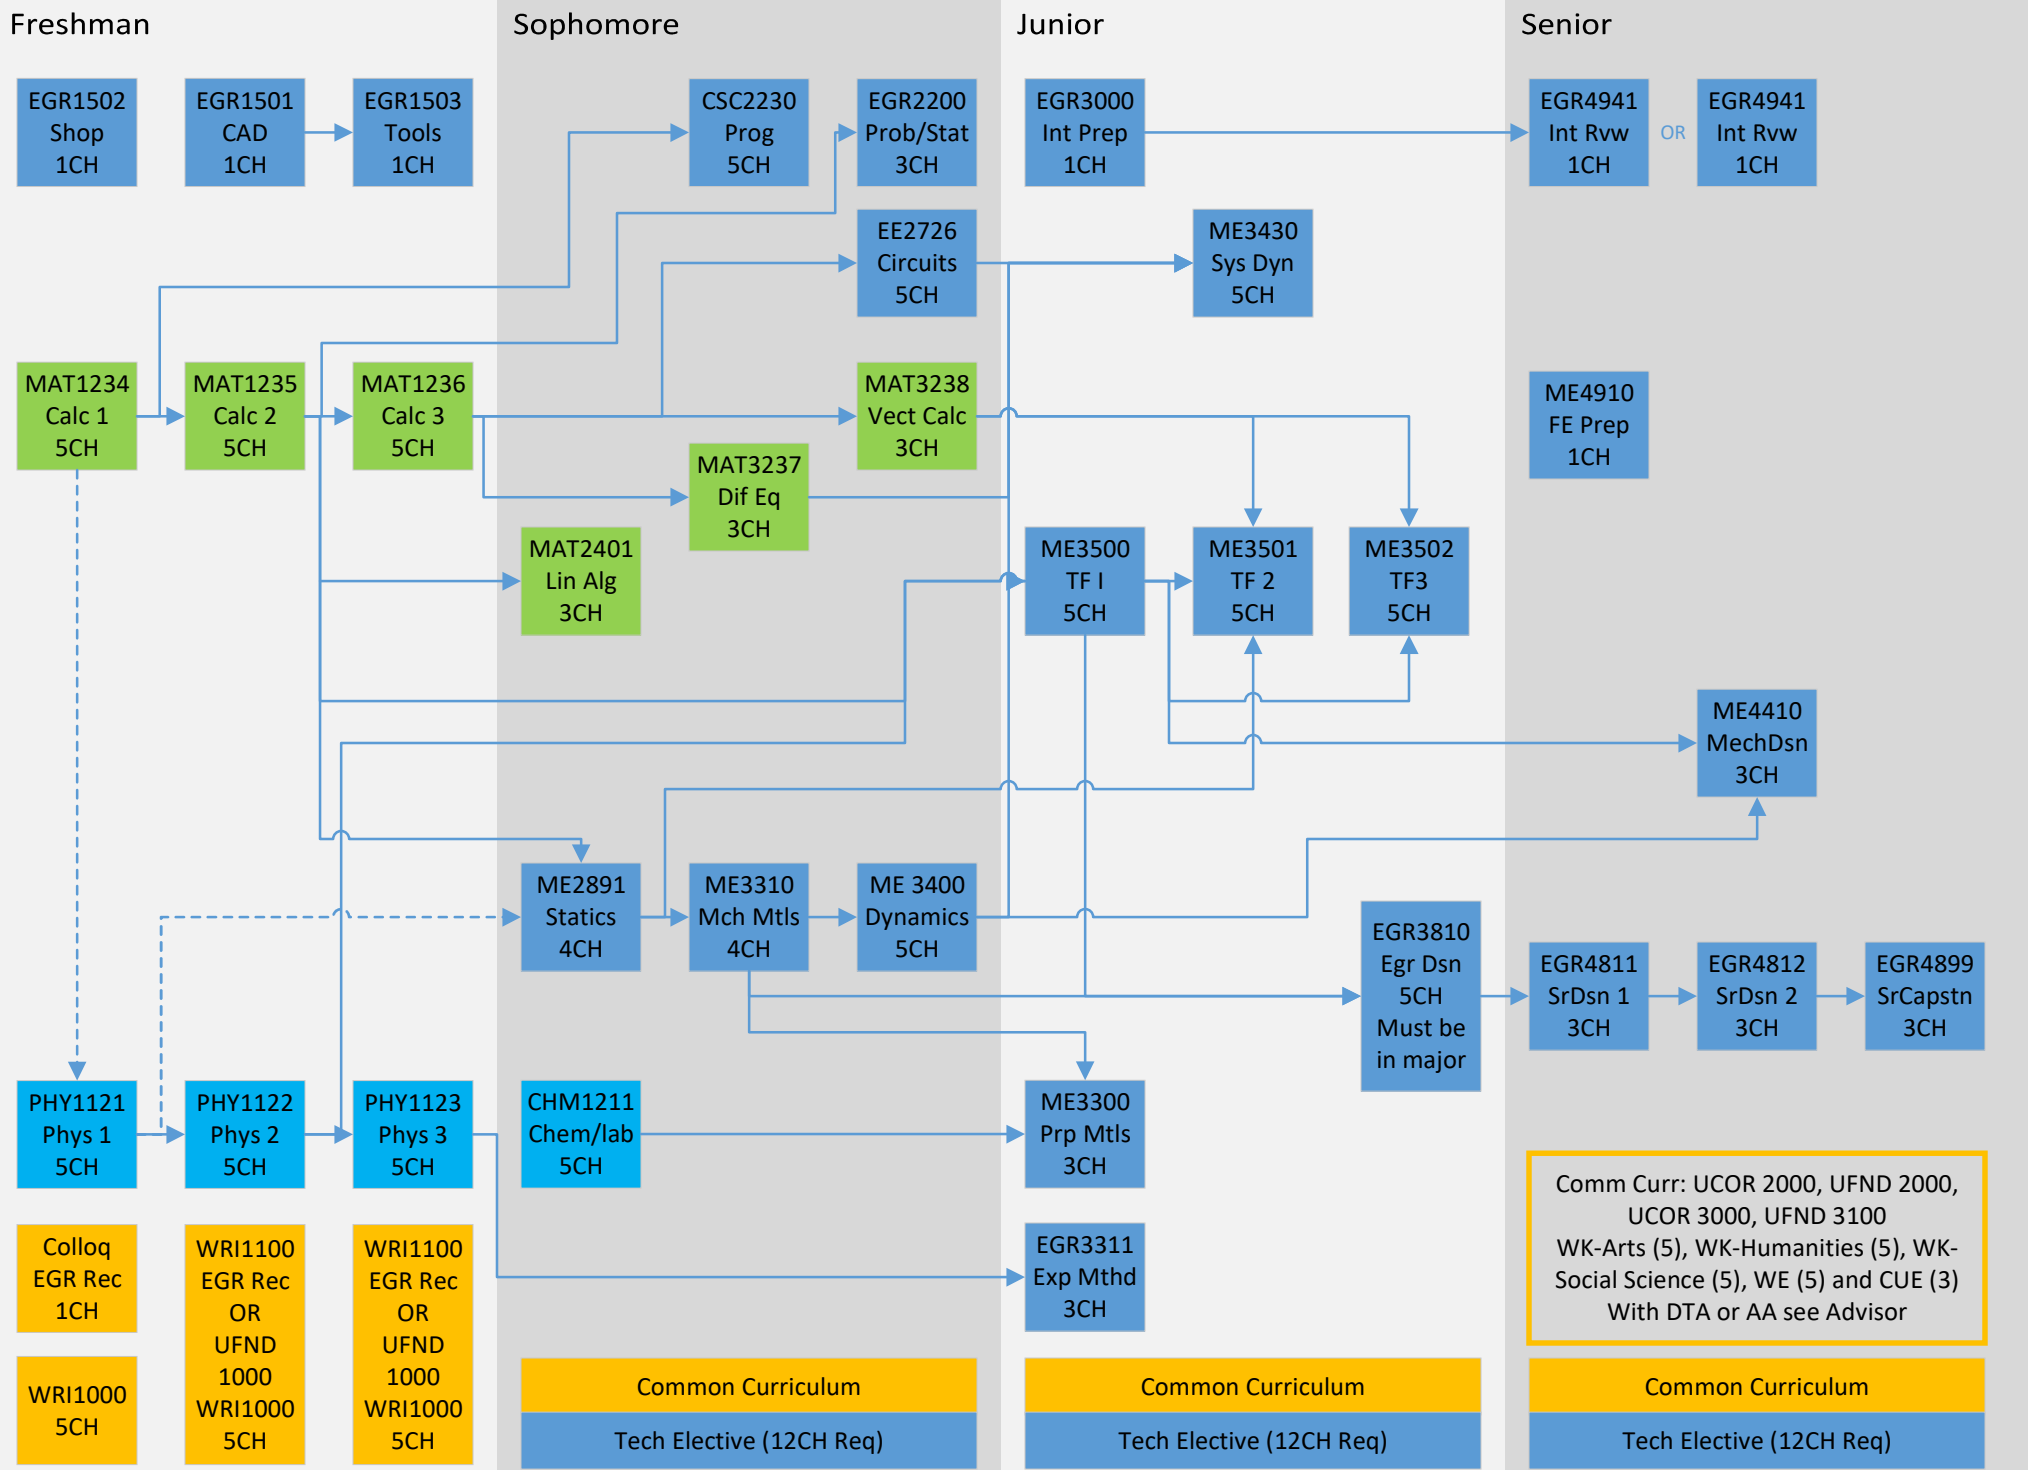 Freshman
Sophomore
Junior
Senior
EGR1502
Shop
1CH
EGR1501
CAD
1CH
EGR1503
Tools
1CH
CSC2230
Prog
5CH
EGR2200
Prob/Stat
3CH
EGR3000
Int Prep
1CH
EGR4941
Int Rvw
1CH
OR
EGR4941
Int Rvw
1CH
EE2726
Circuits
5CH
ME3430
Sys Dyn
5CH
MAT1234
Calc 1
5CH
MAT1235
Calc 2
5CH
MAT1236
Calc 3
5CH
MAT3238
Vect Calc
3CH
ME4910
FE Prep
1CH
MAT3237
Dif Eq
3CH
MAT2401
Lin Alg
3CH
ME3500
TF I
5CH
ME3501
TF 2
5CH
ME3502
TF3
5CH
ME4410
MechDsn
3CH
ME2891
Statics
4CH
ME3310
Mch Mtls
4CH
ME 3400
Dynamics
5CH
EGR3810
Egr Dsn
5CH
Must be
in major
EGR4811
SrDsn 1
3CH
EGR4812
SrDsn 2
3CH
EGR4899
SrCapstn
3CH
PHY1121
Phys 1
5CH
PHY1122
Phys 2
5CH
PHY1123
Phys 3
5CH
CHM1211
Chem/lab
5CH
ME3300
Prp Mtls
3CH
Comm Curr: UCOR 2000, UFND 2000,
UCOR 3000, UFND 3100
WK-Arts (5), WK-Humanities (5), WK-
Social Science (5), WE (5) and CUE (3)
With DTA or AA see Advisor
Colloq
EGR Rec
1CH
WRI1000
5CH
WRI1100
EGR Rec
OR
UFND
1000
WRI1000
5CH
WRI1100
EGR Rec
OR
UFND
1000
WRI1000
5CH
EGR3311
Exp Mthd
3CH
Common Curriculum
Tech Elective (12CH Req)
Common Curriculum
Tech Elective (12CH Req)
Common Curriculum
Tech Elective (12CH Req)